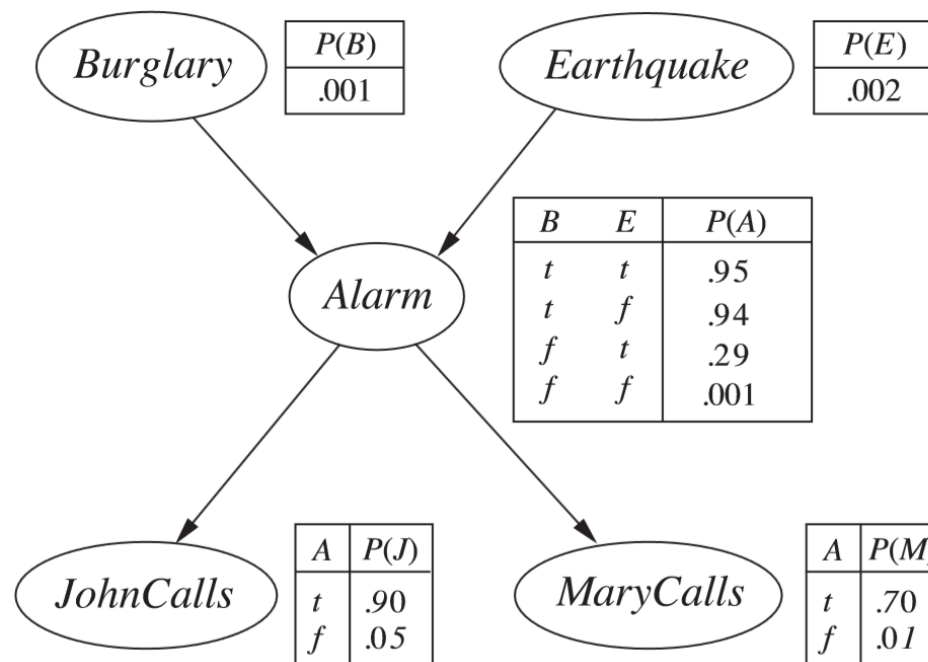 Burglary
P(B)
.001
Earthquake
P(E)
.002
Alarm
B E P(A)
t t .95
t f .94
f t .29
f f .001
JohnCalls
A P(J)
t .90
f .05
MaryCalls
A P(M
t .70
f .01